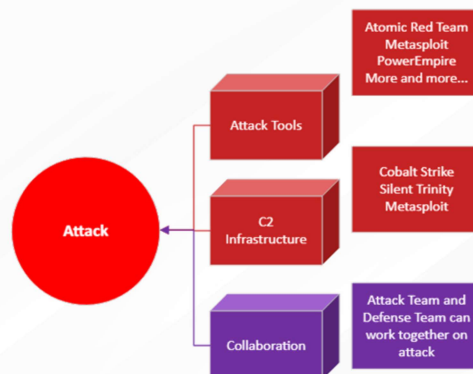 Attack
Attack Tools
Atomic Red Team
Metasploit
PowerEmpire
More and more...
C2
Infrastructure
Cobalt Strike
Silent Trinity
Metasploit
Collaboration
Attack Team and
Defense Team can
work together on
attack